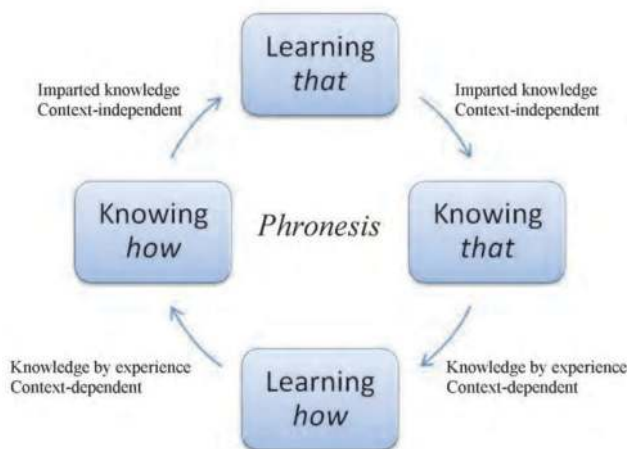 Learning
that
Imparted knowledge
Context-independent
Imparted knowledge
Context-independent
Knowing
how
Phronesis
Knowing
that
Knowledge by experience
Context-dependent
Learning
how
Knowledge by experience
Context-dependent